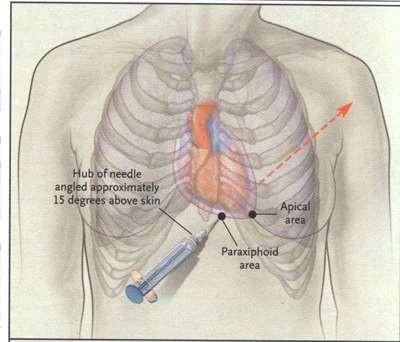 Hub of needle
angled approximately
15 degrees above skin
Apical
area
Paraxiphoid
area